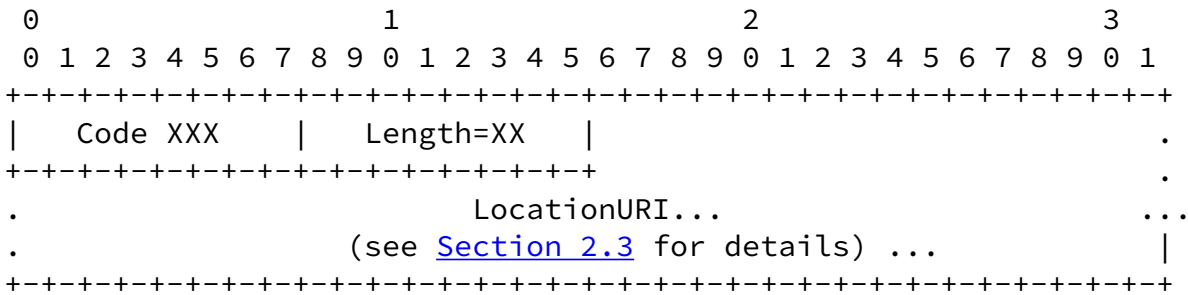 0                   1                   2                   3
 0 1 2 3 4 5 6 7 8 9 0 1 2 3 4 5 6 7 8 9 0 1 2 3 4 5 6 7 8 9 0 1
+-+-+-+-+-+-+-+-+-+-+-+-+-+-+-+-+-+-+-+-+-+-+-+-+-+-+-+-+-+-+-+-+
|   Code XXX    |   Length=XX   |                               .
+-+-+-+-+-+-+-+-+-+-+-+-+-+-+-+-+                               .
.                         LocationURI...                       ...
.                  (see Section 2.3 for details) ...            |
+-+-+-+-+-+-+-+-+-+-+-+-+-+-+-+-+-+-+-+-+-+-+-+-+-+-+-+-+-+-+-+-+